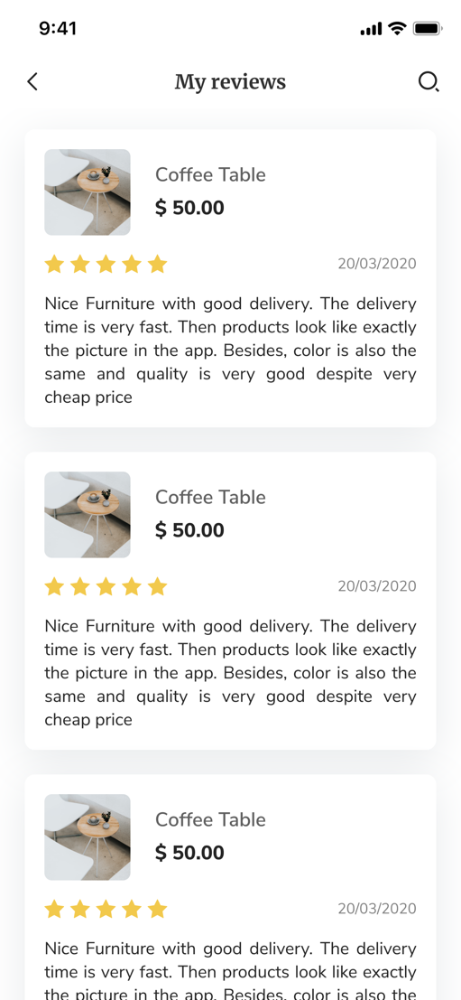 9:41
My reviews
Coffee Table
$ 50.00
20/03/2020
Nice Furniture with good delivery. The delivery
time is very fast. Then products look like exactly
the picture in the app. Besides, color is also the
same and quality is very good despite very
cheap price
Coffee Table
$ 50.00
20/03/2020
Nice Furniture with good delivery. The delivery
time is very fast. Then products look like exactly
the picture in the app. Besides, color is also the
same and quality is very good despite very
cheap price
Coffee Table
$ 50.00
20/03/2020
Nice Furniture with good delivery. The delivery
time is very fast. Then products look like exactly
the picture in the app. Besides, color is also the